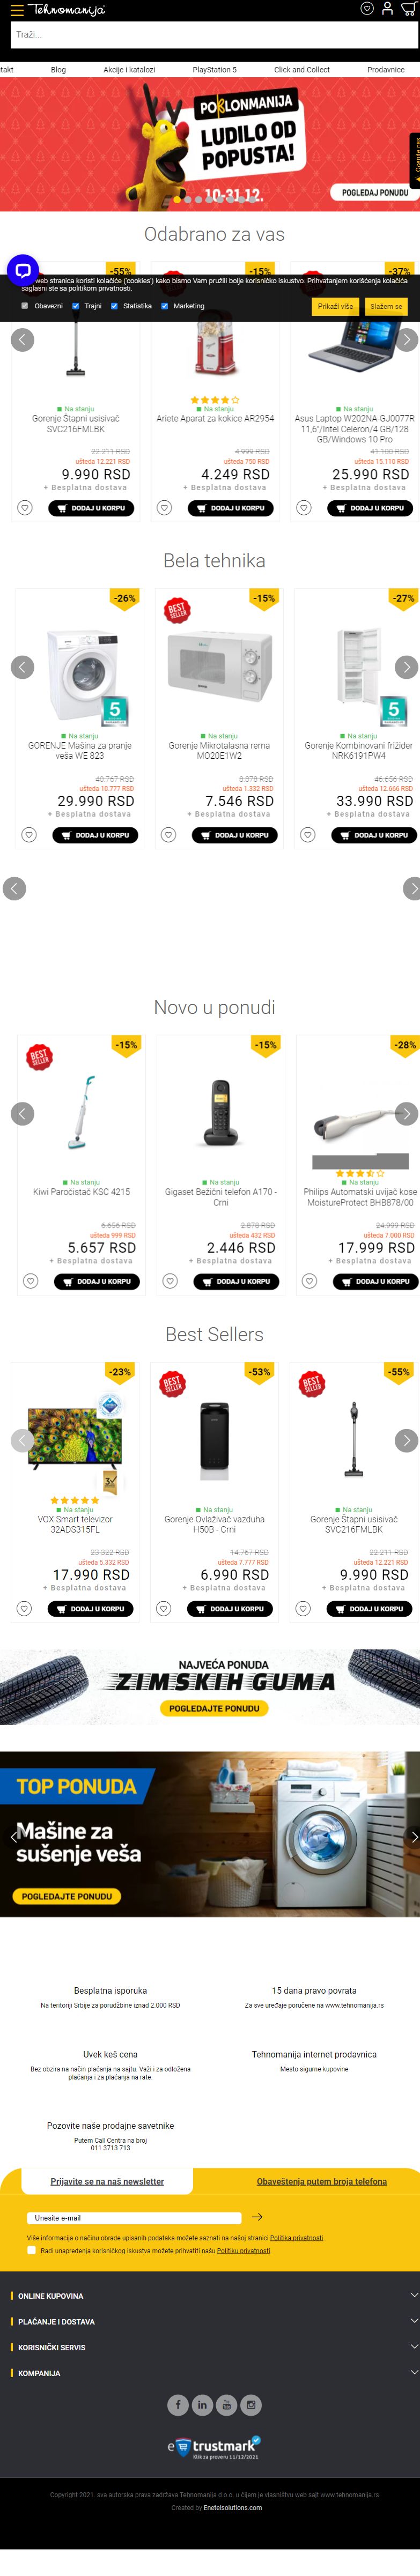 Tehnomanija
Traži...
takt
Blog
Akcije i katalozi
PlayStation 5
Click and Collect
Prodavnice
POKLONMANIJA
LUDILO OD
POPUSTA!
10-31.12.
POGLEDAJ PONUDU
Odabrano za vas
-55%
-15%
-37%
web stranica koristi kolačiće ('cookies') kako bismo Vam pružili bolje korisničko iskustvo. Prihvatanjem korišćenja kolačića
saglasni ste sa politikom privatnosti.
Obavezni
Trajni
Statistika
Marketing
Prikaži više
Slažem se
Na stanju
Gorenje Štapni usisivač
SVC216FMLBK
22.211 RSD
ušteda 12.221 RSD
9.990 RSD
+ Besplatna dostava
DODAJ U KORPU
Na stanju
Ariete Aparat za kokice AR2954
4.999 RSD
ušteda 750 RSD
4.249 RSD
+ Besplatna dostava
DODAJ U KORPU
Na stanju
Asus Laptop W202NA-GJ0077R
11,6"/Intel Celeron/4 GB/128
GB/Windows 10 Pro
41.100 RSD
ušteda 15.110 RSD
25.990 RSD
+ Besplatna dostava
DODAJ U KORPU
Bela tehnika
-26%
5
Na stanju
GORENJE Mašina za pranje
veša WE 823
40.767 RSD
ušteda 10.777 RSD
29.990 RSD
+ Besplatna dostava
DODAJ U KORPU
BEST
SELLER
-15%
Na stanju
Gorenje Mikrotalasna rerna
MO20E1W2
8.878 RSD
ušteda 1.332 RSD
7.546 RSD
+ Besplatna dostava
DODAJ U KORPU
-27%
5
Na stanju
Gorenje Kombinovani frižider
NRK6191PW4
46.656 RSD
ušteda 12.666 RSD
33.990 RSD
+ Besplatna dostava
DODAJ U KORPU
Novo u ponudi
BEST
SELLER
-15%
Na stanju
Kiwi Paročistač KSC 4215
6.656 RSD
ušteda 999 RSD
5.657 RSD
+ Besplatna dostava
DODAJ U KORPU
-15%
Na stanju
Gigaset Bežični telefon A170 -
Crni
2.878 RSD
ušteda 432 RSD
2.446 RSD
+ Besplatna dostava
DODAJ U KORPU
-28%
Na stanju
Philips Automatski uvijač kose
MoistureProtect BHB878/00
24.999 RSD
ušteda 7.000 RSD
17.999 RSD
+ Besplatna dostava
DODAJ U KORPU
Best Sellers
-23%
Na stanju
VOX Smart televizor
32ADS315FL
23.322 RSD
ušteda 5.332 RSD
17.990 RSD
+ Besplatna dostava
DODAJ U KORPU
BEST
SELLER
-53%
Na stanju
Gorenje Ovlaživač vazduha
H50B - Crni
14.767 RSD
ušteda 7.777 RSD
6.990 RSD
+ Besplatna dostava
DODAJ U KORPU
BEST
SELLER
-55%
Na stanju
Gorenje Štapni usisivač
SVC216FMLBK
22.211 RSD
ušteda 12.221 RSD
9.990 RSD
+ Besplatna dostava
DODAJ U KORPU
NAJVEĆA PONUDA
ZIMSKIH GUMA
POGLEDAJTE PONUDU
TOP PONUDA
Mašine za
sušenje veša
POGLEDAJTE PONUDU
Besplatna isporuka
Na teritoriji Srbije za porudžbine iznad 2.000 RSD
15 dana pravo povrata
Za sve uređaje poručene na www.tehnomanija.rs
Uvek keš cena
Bez obzira na način plaćanja na sajtu. Važi i za odložena
plaćanja i za plaćanja na rate.
Tehnomanija internet prodavnica
Mesto sigurne kupovine
Pozovite naše prodajne savetnike
Putem Call Centra na broj
011 3713 713
Prijavite se na naš newsletter
Obaveštenja putem broja telefona
Unesite e-mail
Više informacija o načinu obrade upisanih podataka možete saznati na našoj stranici Politika privatnosti.
Radi unapređenja korisničkog iskustva možete prihvatiti našu Politiku privatnosti.
ONLINE KUPOVINA
PLAĆANJE I DOSTAVA
KORISNIČKI SERVIS
KOMPANIJA
e trustmark
Klik za proveru 11/12/2021
Copyright 2021. sva autorska prava zadržava Tehnomanija d.o.o. u čijem je vlasništvu web sajt www.tehnomanija.rs
Created by Enetelsolutions.com